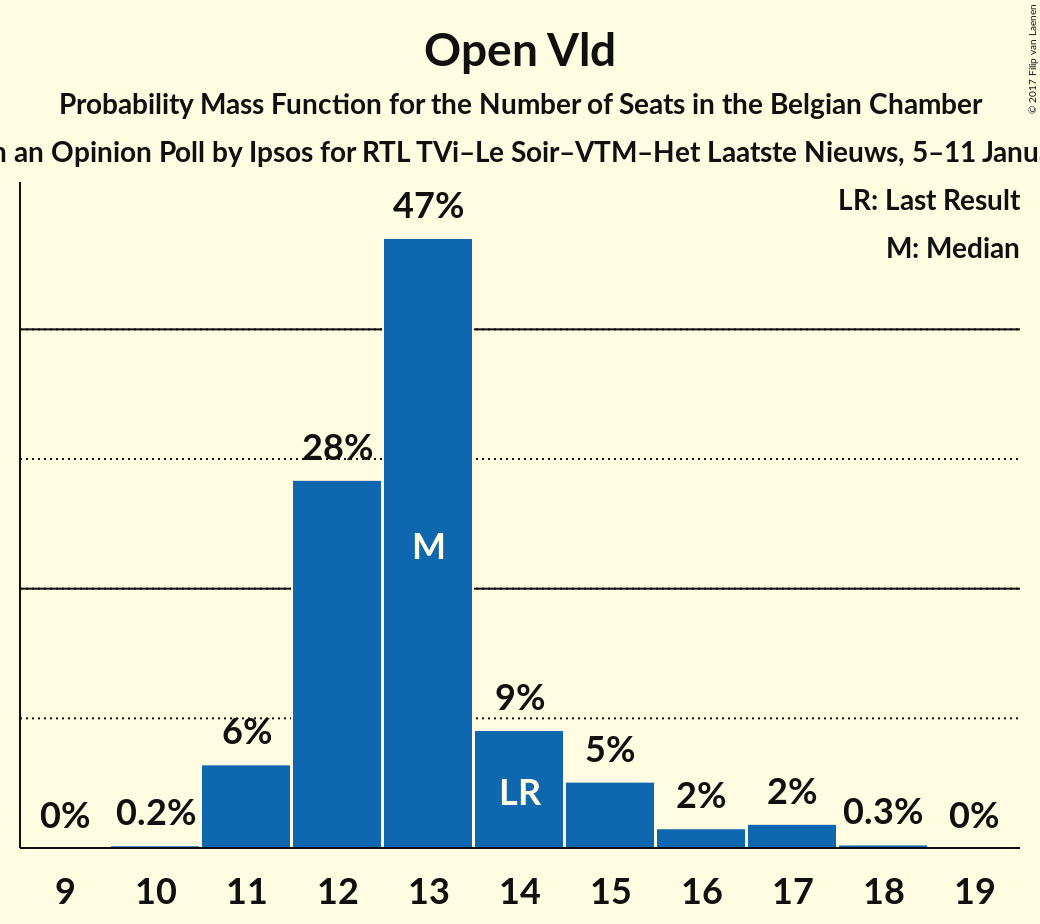 Open Vld
Probability Mass Function for the Number of Seats in the Belgian Chamber
an Opinion Poll by Ipsos for RTL TVi–Le Soir–VTM–Het Laatste Nieuws, 5–11
© 2017 Filip van Laenen
LR: Last Result
M: Median
47%
28%
M
9%
6%
5%
LR
2%
2%
0%
0.2%
0.3%
0%
9 10 11 12 13 14 15 16 17 18 19